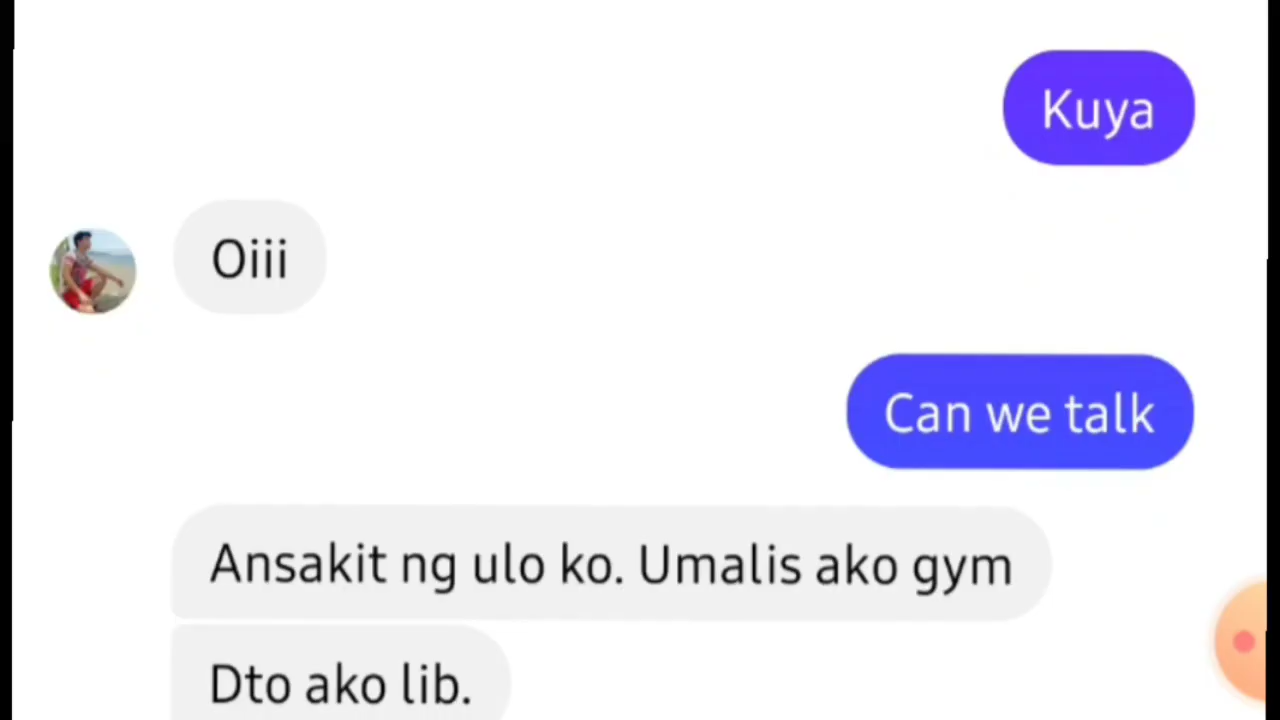 Kuya
Oiii
Can we talk
Ansakit ng ulo ko. Umalis ako gym
Dto ako lib.